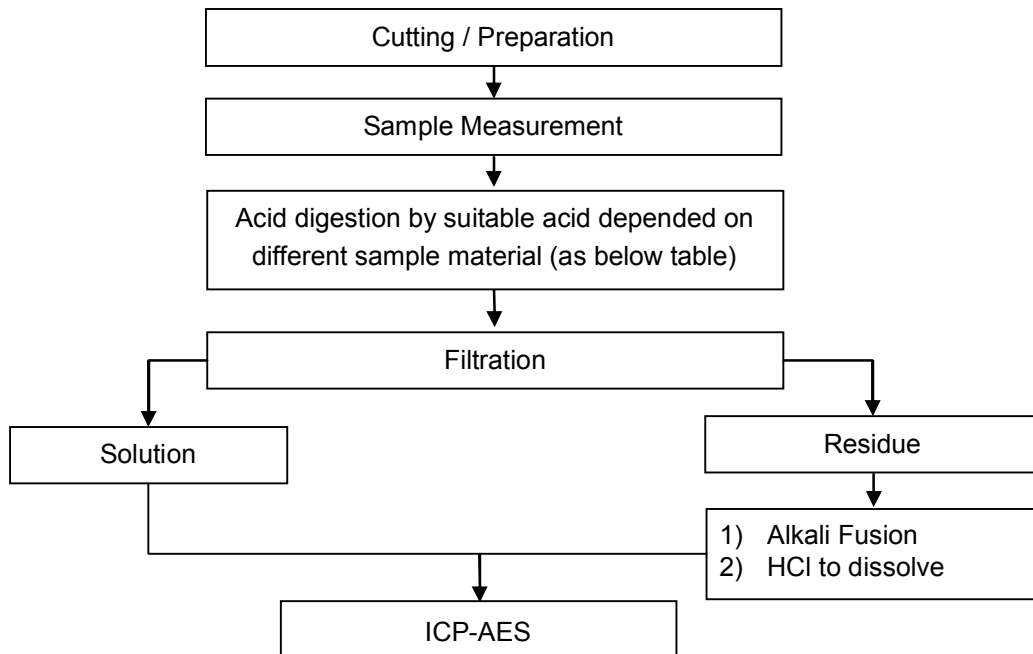 Cutting / Preparation
Sample Measurement
Acid digestion by suitable acid depended on
different sample material (as below table)
Filtration
Solution
Residue
1) Alkali Fusion
2) HCl to dissolve
ICP-AES